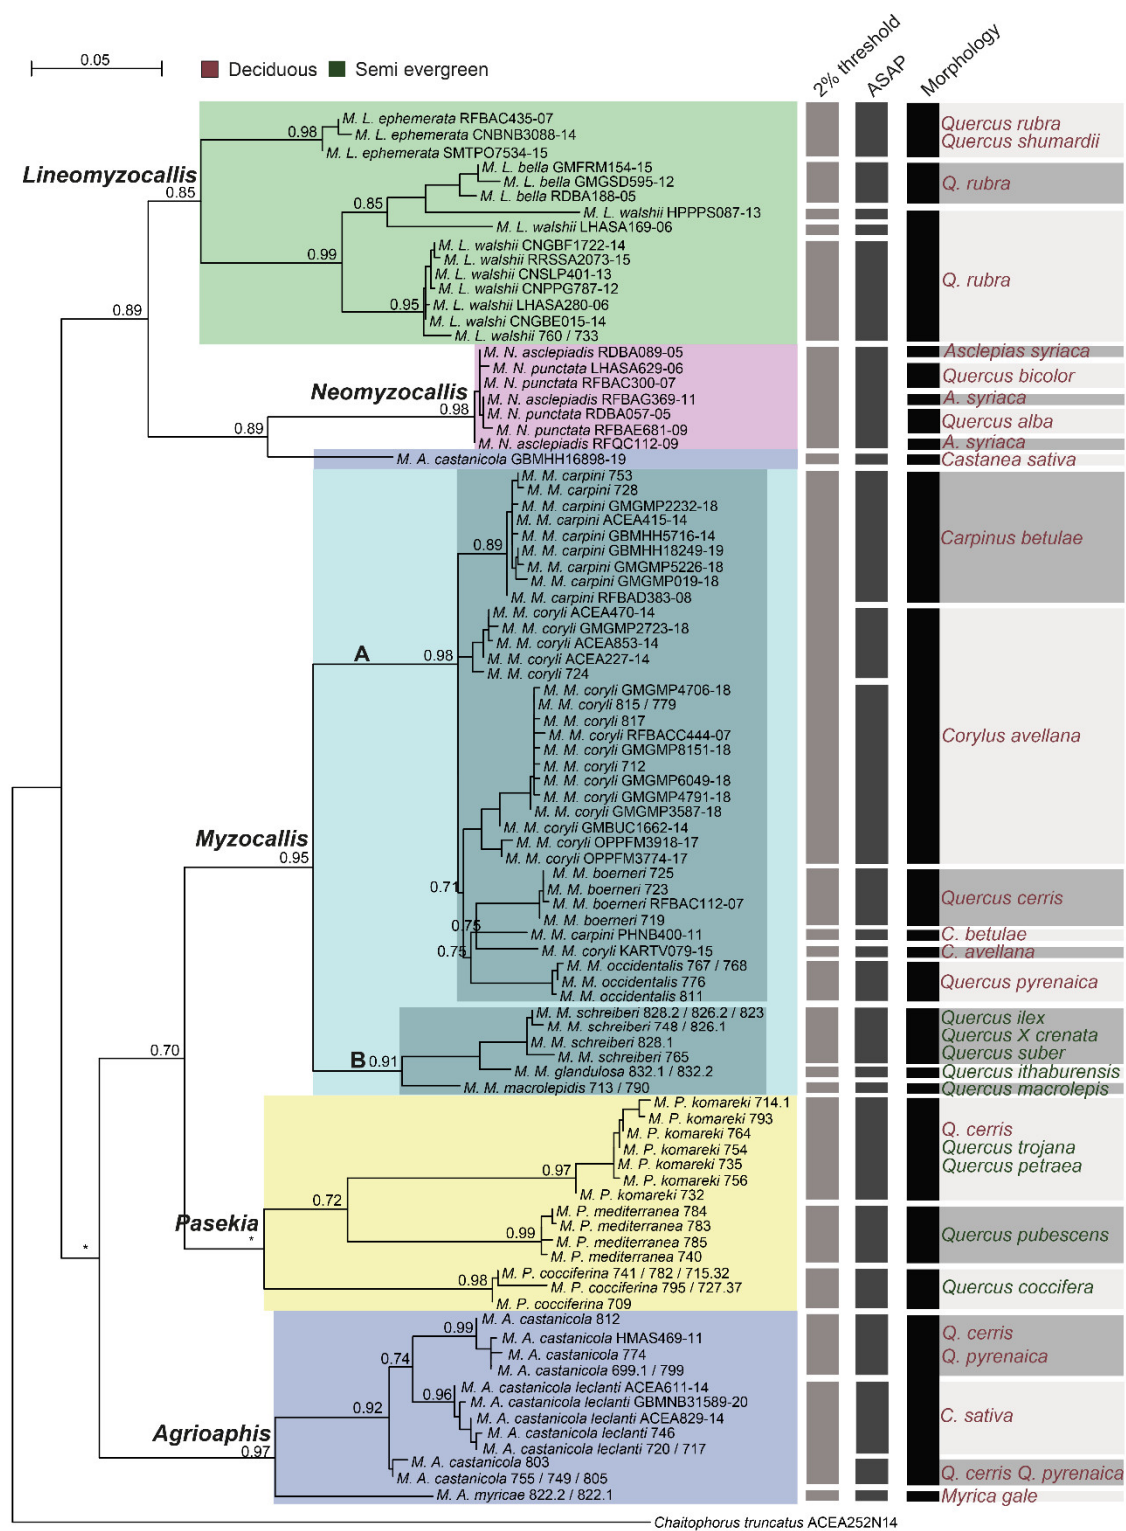 0.05
Deciduous
Semi evergreen
2% threshold
ASAP
Morphology
M. L. ephemerata RFBAC435-07
M. L. ephemerata CNBNB3088-14
0.98
M. L. ephemerata SMTPO7534-15
Quercus rubra
Quercus shumardii
Lineomyzocallis
0.85
M. L. bella GMFRM154-15
M. L. bella GMGSD595-12
M. L. bella RDBA188-05
Q. rubra
0.85
M. L. walshii HPPPS087-13
M. L. walshii LHASA169-06
0.99
M. L. walshii CNGBF1722-14
M. L. walshii RRSSA2073-15
M. L. walshii CNSLP401-13
M. L. walshii CNPPG787-12
0.95
M. L. walshii LHASA280-06
M. L. walshi CNGBE015-14
M. L. walshii 760 / 733
Q. rubra
0.89
M. N. asclepiadis RDBA089-05
Asclepias syriaca
M. N. punctata LHASA629-06
M. N. punctata RFBAC300-07
Quercus bicolor
Neomyzocallis
0.98
M. N. asclepiadis RFBAG369-11
A. syriaca
M. N. punctata RDBA057-05
M. N. punctata RFBAE681-09
Quercus alba
0.89
M. N. asclepiadis RFQC112-09
A. syriaca
M. A. castanicola GBMHH16898-19
Castanea sativa
M. M. carpini 753
M. M. carpini 728
M. M. carpini GMGMP2232-18
M. M. carpini ACEA415-14
M. M. carpini GBMHH5716-14
0.89
M. M. carpini GBMHH18249-19
M. M. carpini GMGMP5226-18
M. M. carpini GMGMP019-18
M. M. carpini RFBAD383-08
Carpinus betulae
M. M. coryli ACEA470-14
M. M. coryli GMGMP2723-18
M. M. coryli ACEA853-14
A
0.98
M. M. coryli ACEA227-14
M. M. coryli 724
M. M. coryli GMGMP4706-18
M. M. coryli 815 / 779
M. M. coryli 817
M. M. coryli RFBACC444-07
M. M. coryli GMGMP8151-18
M. M. coryli 712
M. M. coryli GMGMP6049-18
M. M. coryli GMGMP4791-18
M. M. coryli GMGMP3587-18
M. M. coryli GMBUC1662-14
M. M. coryli OPPFM3918-17
M. M. coryli OPPFM3774-17
Corylus avellana
Myzocallis
0.95
0.71
M. M. boerneri 725
M. M. boerneri 723
M. M. boerneri RFBAC112-07
M. M. boerneri 719
Quercus cerris
0.75
M. M. carpini PHNB400-11
C. betulae
0.75
M. M. coryli KARTV079-15
C. avellana
M. M. occidentalis 767 / 768
M. M. occidentalis 776
M. M. occidentalis 811
Quercus pyrenaica
M. M. schreiberi 828.2 / 826.2 / 823
M. M. schreiberi 748 / 826.1
M. M. schreiberi 828.1
M. M. schreiberi 765
Quercus ilex
Quercus X crenata
Quercus suber
0.70
B
0.91
M. M. glandulosa 832.1 / 832.2
Quercus ithaburensis
M. M. macrolepidis 713 / 790
Quercus macrolepis
M. P. komareki 714.1
M. P. komareki 793
M. P. komareki 764
M. P. komareki 754
0.97
M. P. komareki 735
M. P. komareki 756
M. P. komareki 732
Q. cerris
Quercus trojana
Quercus petraea
0.72
Pasekia
*
*
M. P. mediterranea 784
M. P. mediterranea 783
0.99
M. P. mediterranea 785
M. P. mediterranea 740
Quercus pubescens
M. P. cocciferina 741 / 782 / 715.32
0.98
M. P. cocciferina 795 / 727.37
M. P. cocciferina 709
Quercus coccifera
M. A. castanicola 812
0.99
M. A. castanicola HMAS469-11
M. A. castanicola 774
M. A. castanicola 699.1 / 799
Q. cerris
Q. pyrenaica
0.74
M. A. castanicola leclanti ACEA611-14
0.96
M. A. castanicola leclanti GBMNB31589-20
M. A. castanicola leclanti ACEA829-14
M. A. castanicola leclanti 746
M. A. castanicola leclanti 720 / 717
C. sativa
0.92
Agrioaphis
0.97
M. A. castanicola 803
M. A. castanicola 755 / 749 / 805
Q. cerris Q. pyrenaica
M. A. myricae 822.2 / 822.1
Myrica gale
Chaitophorus truncatus ACEA252N14